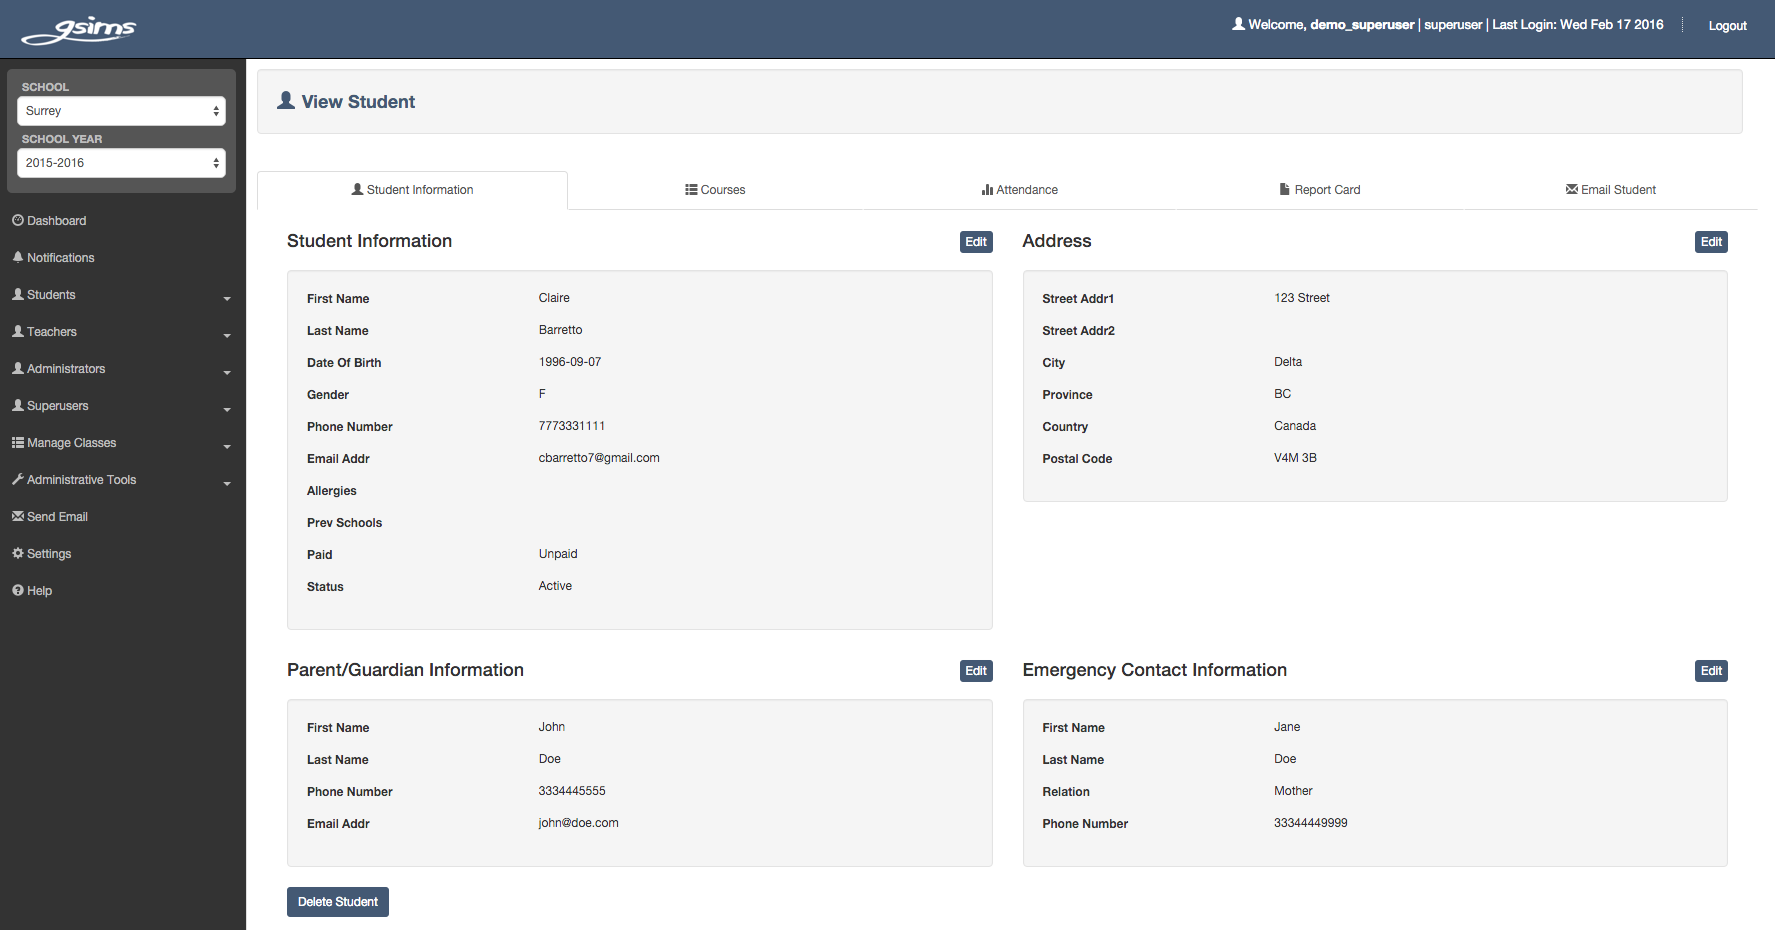 gsims
Welcome, demo_superuser | superuser | Last Login: Wed Feb 17 2016
Logout
SCHOOL
Surrey
SCHOOL YEAR
2015-2016
Dashboard
Notifications
Students
Teachers
Administrators
Superusers
Manage Classes
Administrative Tools
Send Email
Settings
Help
View Student
Student Information
Courses
Attendance
Report Card
Email Student
Student Information
Edit
First Name Claire
Last Name Barretto
Date Of Birth 1996-09-07
Gender F
Phone Number 7773331111
Email Addr cbarretto7@gmail.com
Allergies
Prev Schools
Paid Unpaid
Status Active
Address
Edit
Street Addr1 123 Street
Street Addr2
City Delta
Province BC
Country Canada
Postal Code V4M 3B
Parent/Guardian Information
Edit
First Name John
Last Name Doe
Phone Number 3334445555
Email Addr john@doe.com
Emergency Contact Information
Edit
First Name Jane
Last Name Doe
Relation Mother
Phone Number 33344449999
Delete Student